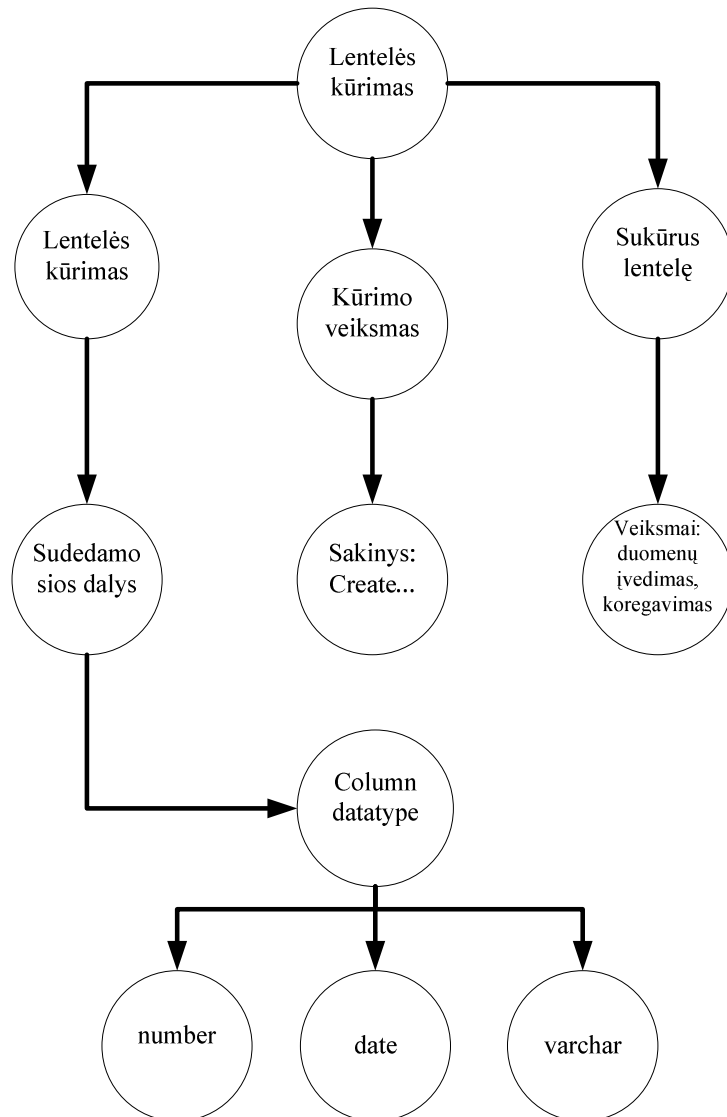 Lentelės
kūrimas
Lentelės
kūrimas
Kūrimo
veiksmas
Sukūrus
lentelę
Sudedamo
sios dalys
Sakinys:
Create...
Veiksmai:
duomenų
įvedimas,
koregavimas
Column
datatype
number
date
varchar